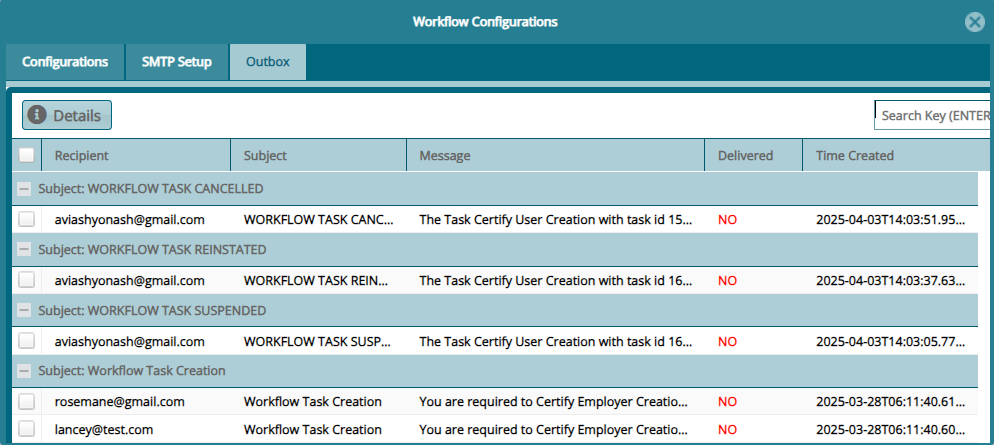 Workflow Configurations
Configurations SMTP Setup Outbox
Details Search Key (ENTER
Recipient Subject Message Delivered Time Created
Subject: WORKFLOW TASK CANCELLED
aviashyonash@gmail.com WORKFLOW TASK CANC... The Task Certify User Creation with task id 15... NO 2025-04-03T14:03:51.95...
Subject: WORKFLOW TASK REINSTATED
aviashyonash@gmail.com WORKFLOW TASK REIN... The Task Certify User Creation with task id 16... NO 2025-04-03T14:03:37.63...
Subject: WORKFLOW TASK SUSPENDED
aviashyonash@gmail.com WORKFLOW TASK SUSP... The Task Certify User Creation with task id 16... NO 2025-04-03T14:03:05.77...
Subject: Workflow Task Creation
rosemane@gmail.com Workflow Task Creation You are required to Certify Employer Creatio... NO 2025-03-28T06:11:40.61...
lancey@test.com Workflow Task Creation You are required to Certify Employer Creatio... NO 2025-03-28T06:11:40.60...